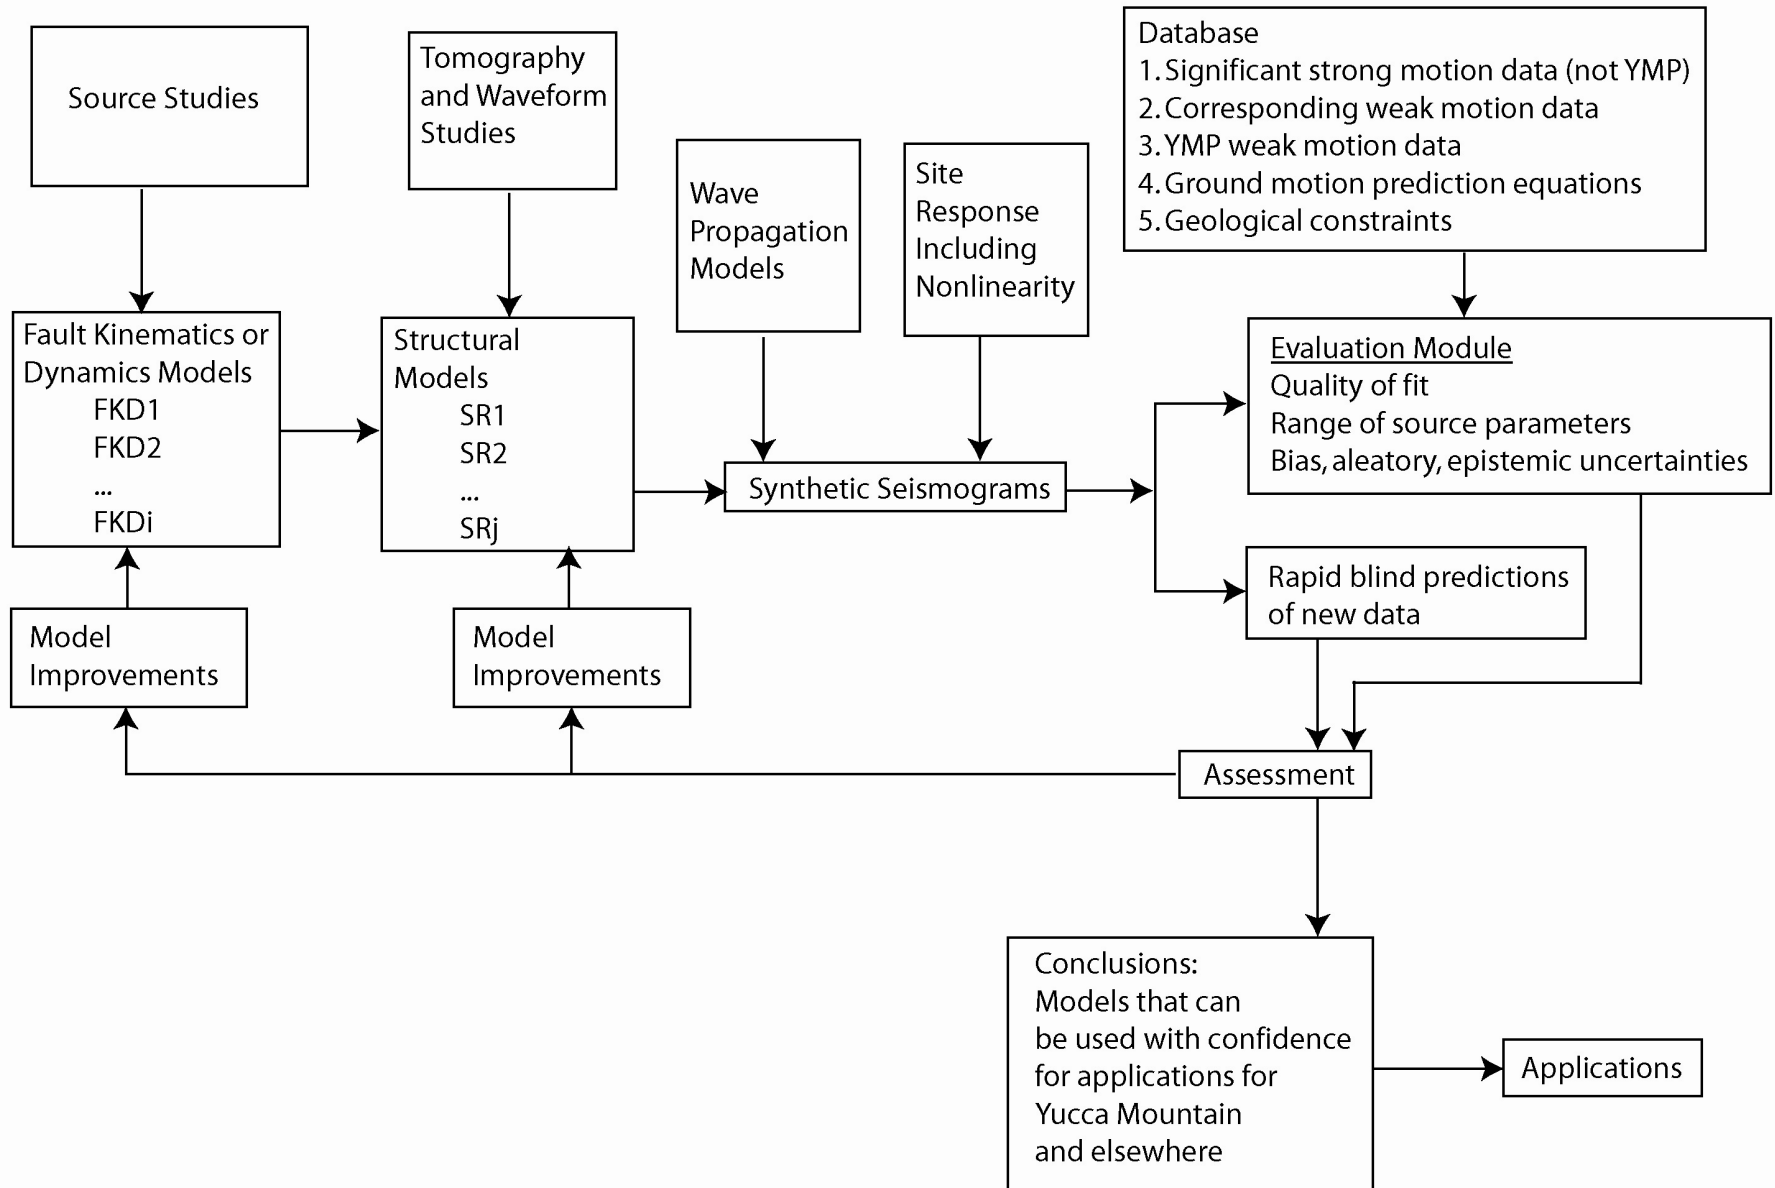 Source Studies
Tomography
and Waveform
Studies
Wave
Propagation
Models
Site
Response
Including
Nonlinearity
Database
1. Significant strong motion data (not YMP)
2. Corresponding weak motion data
3. YMP weak motion data
4. Ground motion prediction equations
5. Geological constraints
Fault Kinematics or
Dynamics Models
FKD1
FKD2
...
FKDi
Structural
Models
SR1
SR2
...
SRj
Synthetic Seismograms
Evaluation Module
Quality of fit
Range of source parameters
Bias, aleatory, epistemic uncertainties
Rapid blind predictions
of new data
Model
Improvements
Model
Improvements
Assessment
Conclusions:
Models that can
be used with confidence
for applications for
Yucca Mountain
and elsewhere
Applications